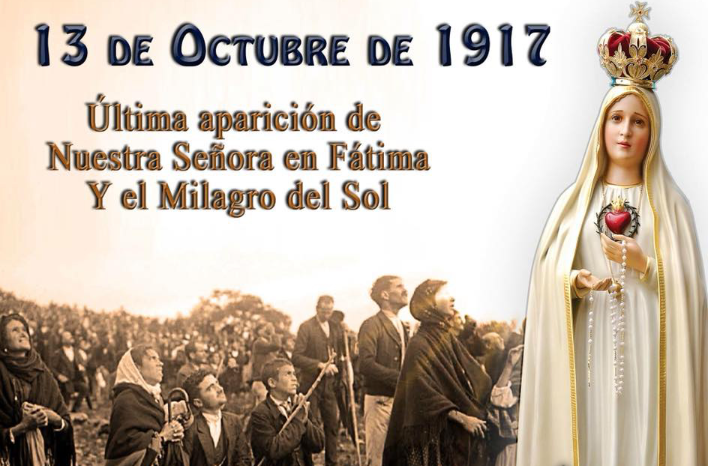 13 de Octubre de 1917
Última aparición de
Nuestra Señora en Fátima
Y el Milagro del Sol